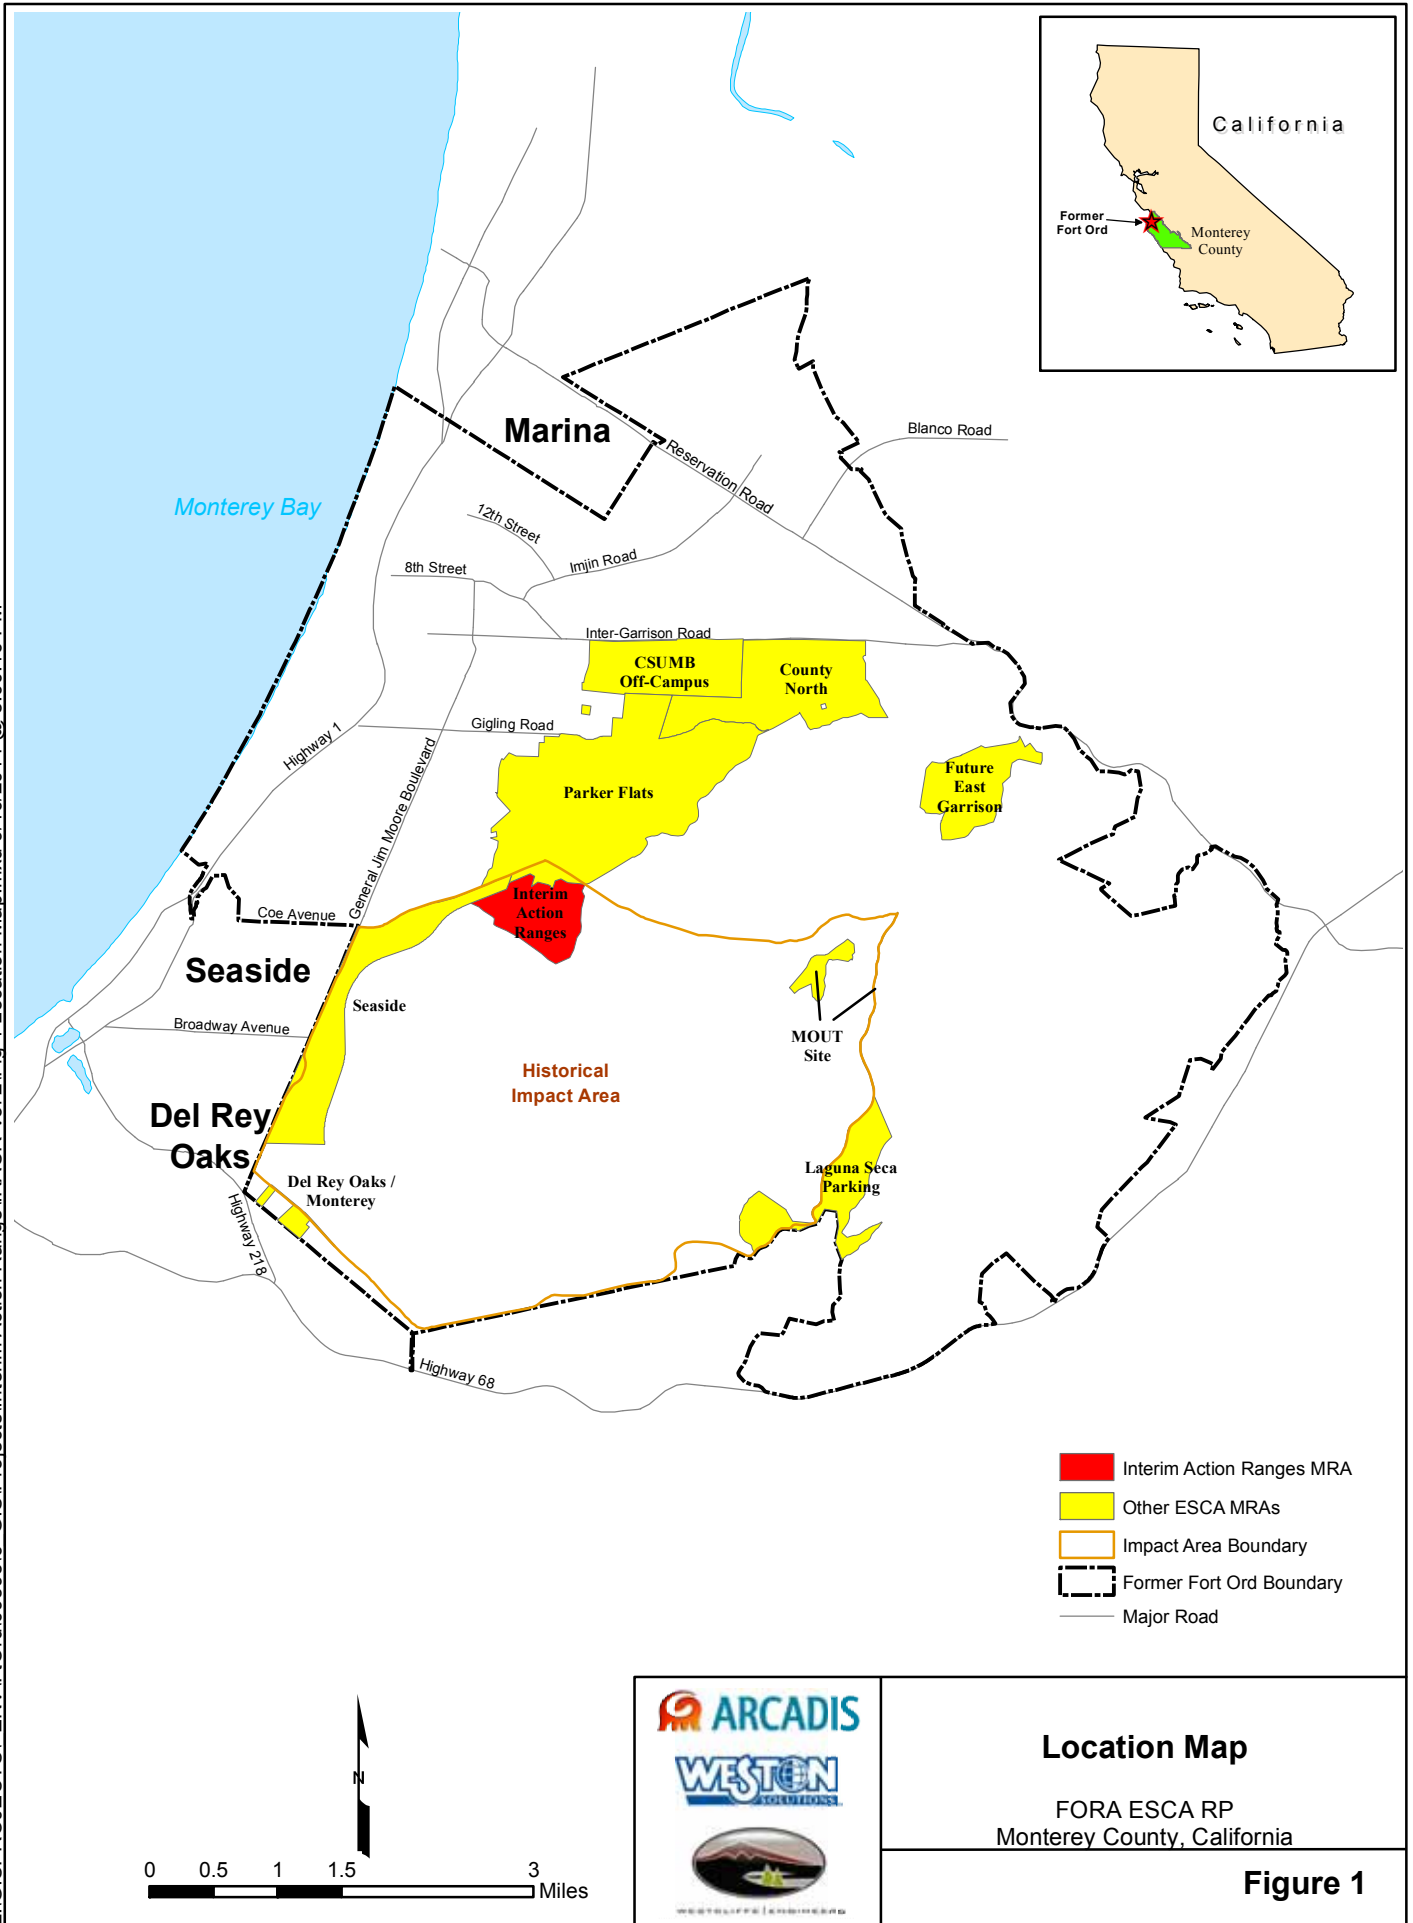 California
Former
Fort Ord
Monterey
County
Marina
Blanco Road
Reservation Road
Monterey Bay
12th Street
Imjin Road
8th Street
Inter-Garrison Road
CSUMB
Off-Campus
County
North
Gigling Road
Highway 1
General Jim Moore Boulevard
Parker Flats
Future
East
Garrison
Interim
Action
Ranges
Coe Avenue
Seaside
Seaside
Broadway Avenue
MOUT
Site
Historical
Impact Area
Del Rey
Oaks
Laguna Seca
Parking
Del Rey Oaks /
Monterey
Highway 218
Highway 68
Interim Action Ranges MRA
Other ESCA MRAs
Impact Area Boundary
Former Fort Ord Boundary
Major Road
N
0 0.5 1 1.5 3
Miles
ARCADIS
WESTON
SOLUTIONS
WESTCLIFFE | ENGINEERS
Location Map
FORA ESCA RP
Monterey County, California
Figure 1